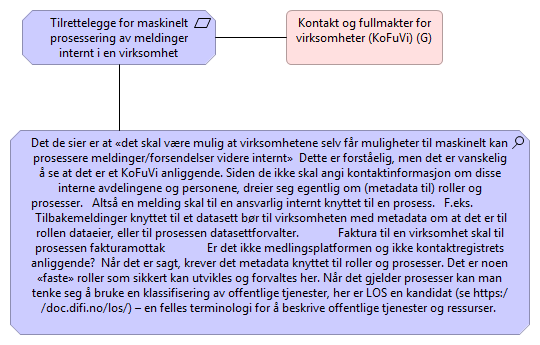 Tilrettelegge for maskinelt
prosessering av meldinger
internt i en virksomhet
Kontakt og fullmakter for
virksomheter (KoFuVi) (G)
Det de sier er at «det skal være mulig at virksomhetene selv får muligheter til maskinelt kan
prosessere meldinger/forsendelser videre internt»  Dette er forståelig, men det er vanskelig
å se at det er et KoFuVi anliggende. Siden de ikke skal angi kontaktinformasjon om disse
interne avdelingene og personene, dreier seg egentlig om (metadata til) roller og
prosesser.   Altså en melding skal til en ansvarlig internt knyttet til en prosess.   F.eks.
Tilbakemeldinger knyttet til et datasett bør til virksomheten med metadata om at det er til
rollen dataeier, eller til prosessen datasettforvalter.           Faktura til en virksomhet skal til
prosessen fakturamottak           Er det ikke medlingsplattformen og ikke kontaktregistrets
anliggende?  Når det er sagt, krever det metadata knyttet til roller og prosesser. Det er noen
«faste» roller som sikkert kan utvikles og forvaltes her. Når det gjelder prosesser kan man
tenke seg å bruke en klassifisering av offentlige tjenester, her er LOS en kandidat (se https:/
/doc.difi.no/los/) – en felles terminologi for å beskrive offentlige tjenester og ressurser.